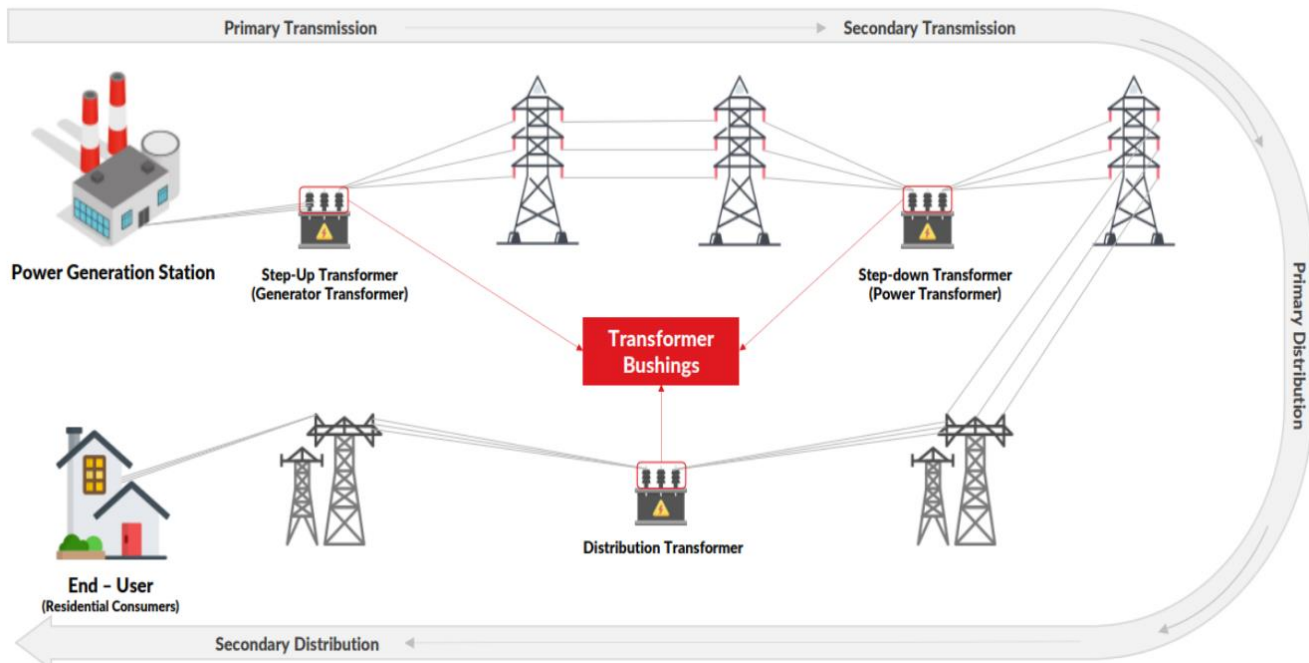 Primary Transmission
Secondary Transmission
Power Generation Station
Step-Up Transformer
(Generator Transformer)
Step-down Transformer
(Power Transformer)
Primary Distribution
Transformer
Bushings
Distribution Transformer
End – User
(Residential Consumers)
Secondary Distribution